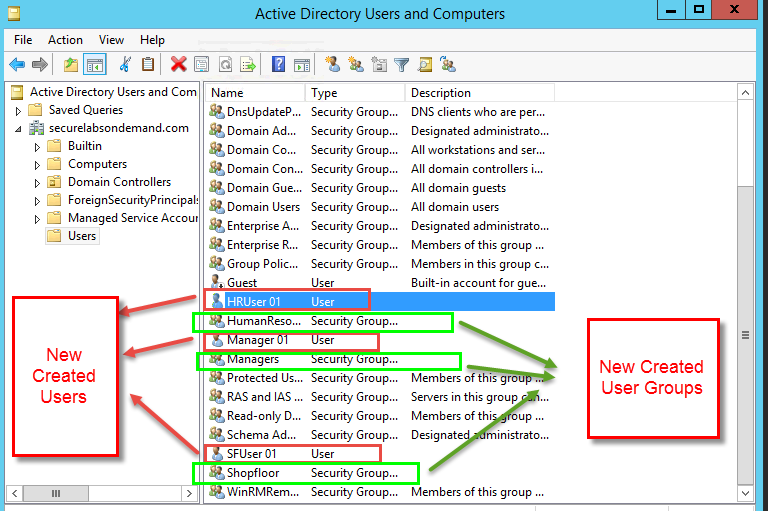 Active Directory Users and Computers
File Action View Help
Active Directory Users and Com
Saved Queries
securelabsondemand.com
Builtin
Computers
Domain Controllers
ForeignSecurityPrincipals
Managed Service Accour
Users
Name Type Description
DnsUpdateP... Security Group... DNS clients who are per...
Domain Ad... Security Group... Designated administrato...
Domain Co... Security Group... All workstations and ser...
Domain Con... Security Group... All domain controllers i...
Domain Gue... Security Group... All domain guests
Domain Users Security Group... All domain users
Enterprise A... Security Group... Designated administrato...
Enterprise R... Security Group... Members of this group ...
Group Polic... Security Group... Members in this group c...
Guest User Built-in account for gue...
HRUser 01 User
HumanReso... Security Group...
Manager 01 User
Managers Security Group...
Protected Us... Security Group... Members of this group ...
RAS and IAS ... Security Group... Servers in this group can...
Read-only D... Security Group... Members of this group ...
Schema Ad... Security Group... Designated administrato...
SFUser 01 User
Shopfloor Security Group...
WinRMRem... Security Group... Members of this group ...
New
Created
Users
New Created
User Groups